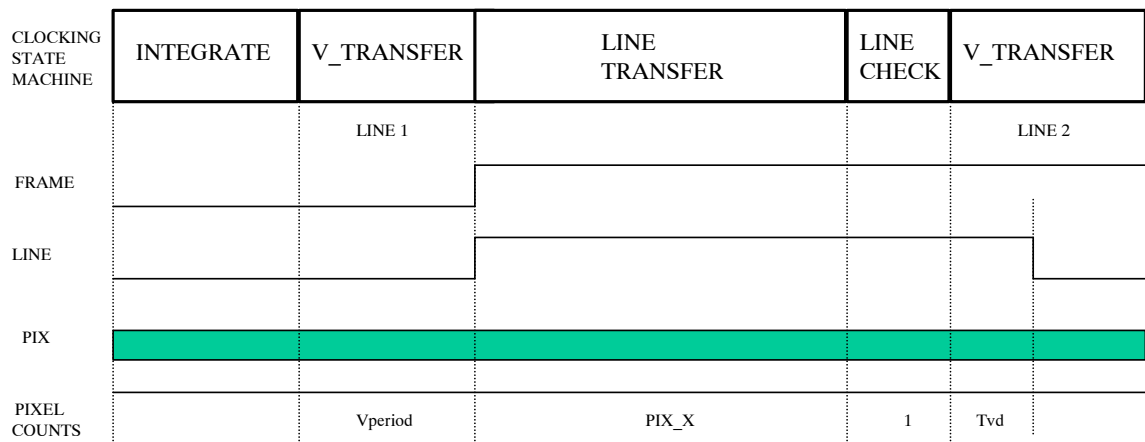 CLOCKING
STATE
MACHINE
INTEGRATE
V_TRANSFER
LINE
TRANSFER
LINE
CHECK
V_TRANSFER
LINE 1
LINE 2
FRAME
LINE
PIX
PIXEL
COUNTS
Vperiod
PIX_X
1
Tvd